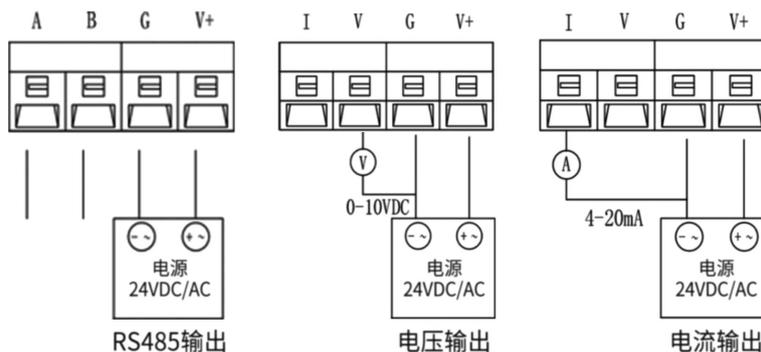 A B G V+
I V G V+
I V G V+
V
A
0-10VDC
4-20mA
- ~ + ~
- ~ + ~
- ~ + ~
电源
24VDC/AC
电源
24VDC/AC
电源
24VDC/AC
RS485输出
电压输出
电流输出